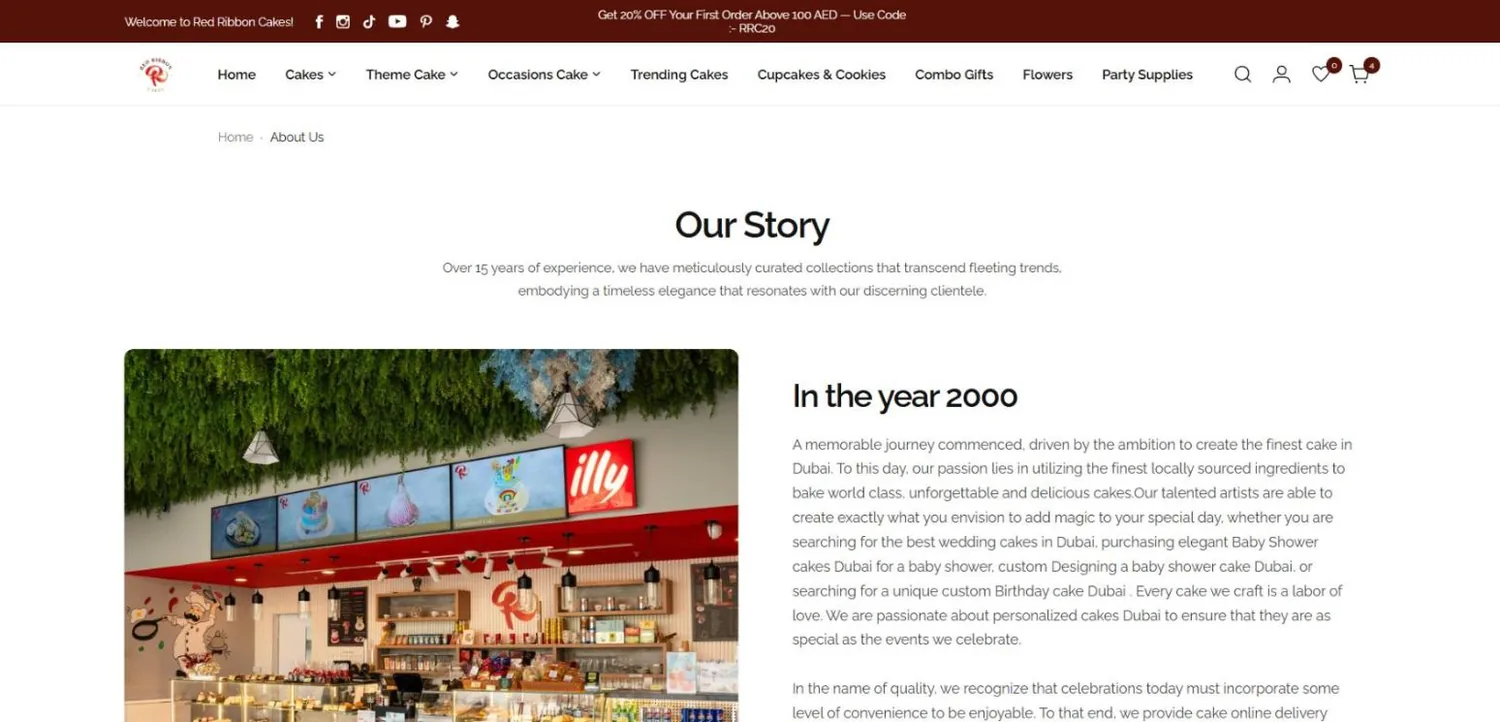 Welcome to Red Ribbon Cakes!
Get 20% OFF Your First Order Above 100 AED — Use Code
:- RRC20
RED RIBBON
CAKES
Home
Cakes
Theme Cake
Occasions Cake
Trending Cakes
Cupcakes & Cookies
Combo Gifts
Flowers
Party Supplies
0
4
Home
About Us
Our Story
Over 15 years of experience, we have meticulously curated collections that transcend fleeting trends,
embodying a timeless elegance that resonates with our discerning clientele.
illy
In the year 2000
A memorable journey commenced, driven by the ambition to create the finest cake in
Dubai. To this day, our passion lies in utilizing the finest locally sourced ingredients to
bake world class, unforgettable and delicious cakes.Our talented artists are able to
create exactly what you envision to add magic to your special day, whether you are
searching for the best wedding cakes in Dubai, purchasing elegant Baby Shower
cakes Dubai for a baby shower, custom Designing a baby shower cake Dubai, or
searching for a unique custom Birthday cake Dubai . Every cake we craft is a labor of
love. We are passionate about personalized cakes Dubai to ensure that they are as
special as the events we celebrate.
In the name of quality, we recognize that celebrations today must incorporate some
level of convenience to be enjoyable. To that end, we provide cake online delivery